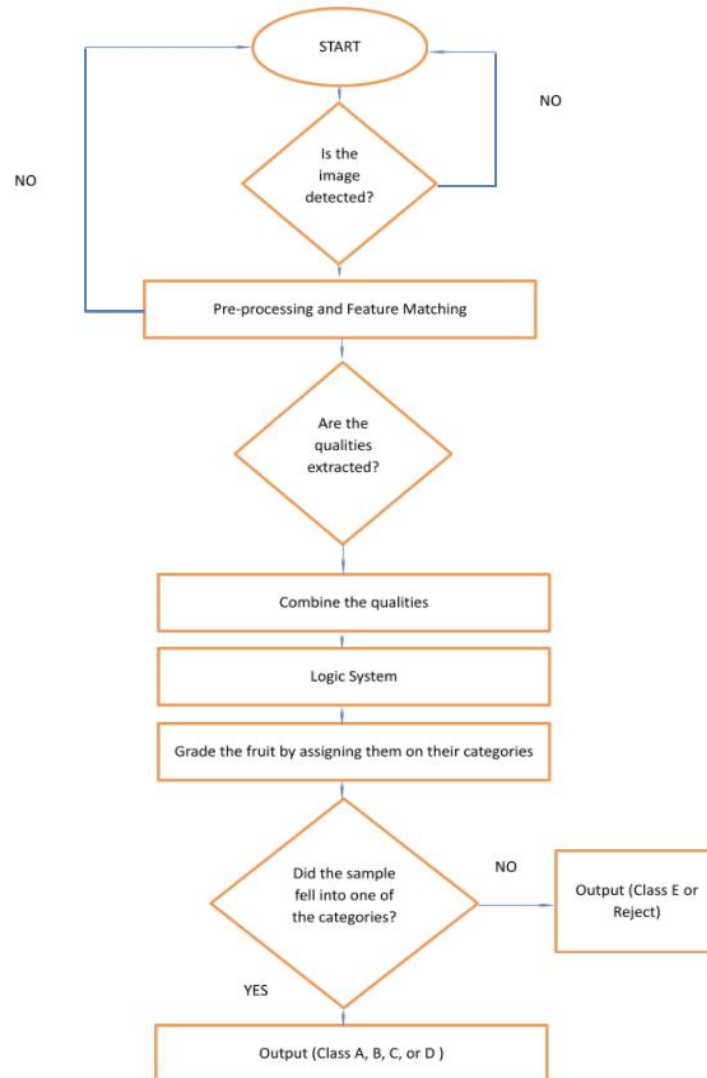 START
NO
Is the
image
detected?
NO
Pre-processing and Feature Matching
Are the
qualities
extracted?
Combine the qualities
Logic System
Grade the fruit by assigning them on their categories
Did the sample
fell into one of
the categories?
NO
Output (Class E or
Reject)
YES
Output (Class A, B, C, or D )